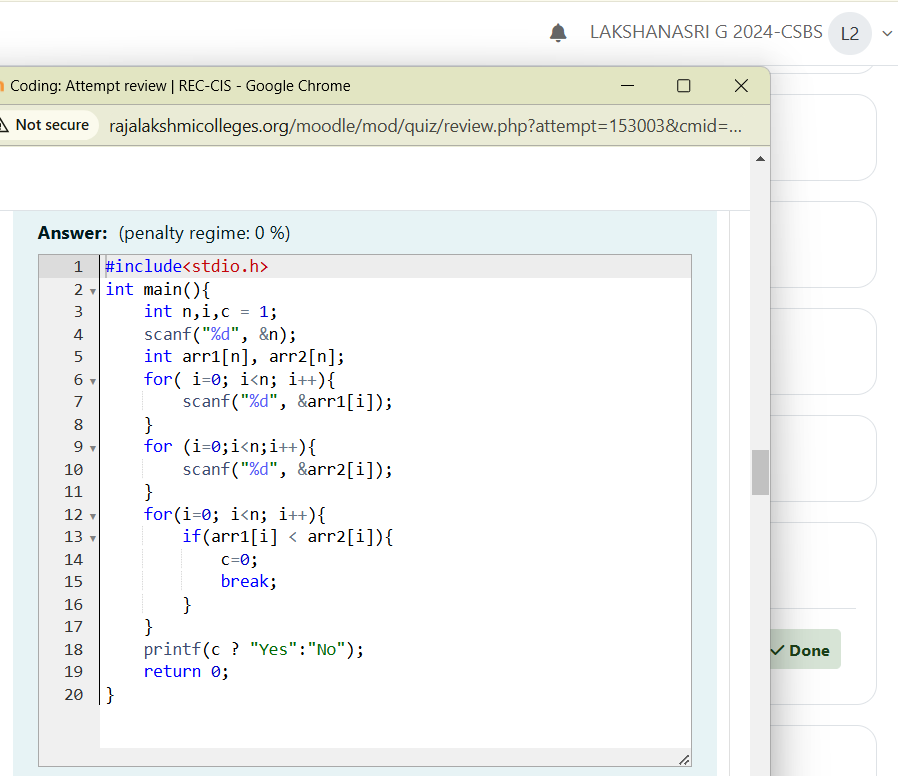 LAKSHANASRI G 2024-CSBS L2
Coding: Attempt review | REC-CIS - Google Chrome
Not secure rajalakshmicolleges.org/moodle/mod/quiz/review.php?attempt=153003&cmid=...
Answer: (penalty regime: 0 %)
1 #include<stdio.h>
2 int main(){
3     int n,i,c = 1;
4     scanf("%d", &n);
5     int arr1[n], arr2[n];
6     for( i=0; i<n; i++){
7         scanf("%d", &arr1[i]);
8     }
9     for (i=0;i<n;i++){
10         scanf("%d", &arr2[i]);
11     }
12     for(i=0; i<n; i++){
13         if(arr1[i] < arr2[i]){
14             c=0;
15             break;
16         }
17     }
18     printf(c ? "Yes":"No");
19     return 0;
20 }
Done